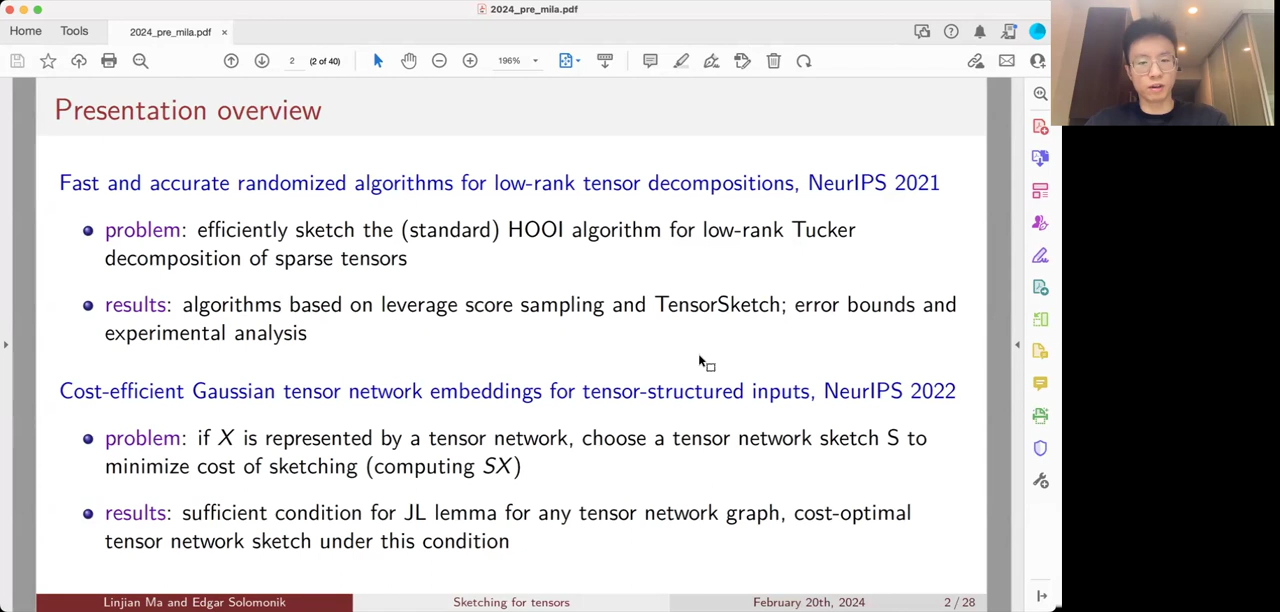 2024_pre_mila.pdf
Home Tools 2024_pre_mila.pdf ×
2 (2 of 40) 196%
Presentation overview
Fast and accurate randomized algorithms for low-rank tensor decompositions, NeurIPS 2021
problem: efficiently sketch the (standard) HOOI algorithm for low-rank Tucker
decomposition of sparse tensors
results: algorithms based on leverage score sampling and TensorSketch; error bounds and
experimental analysis
Cost-efficient Gaussian tensor network embeddings for tensor-structured inputs, NeurIPS 2022
problem: if X is represented by a tensor network, choose a tensor network sketch S to
minimize cost of sketching (computing SX)
results: sufficient condition for JL lemma for any tensor network graph, cost-optimal
tensor network sketch under this condition
Linjian Ma and Edgar Solomonik Sketching for tensors February 20th, 2024 2 / 28